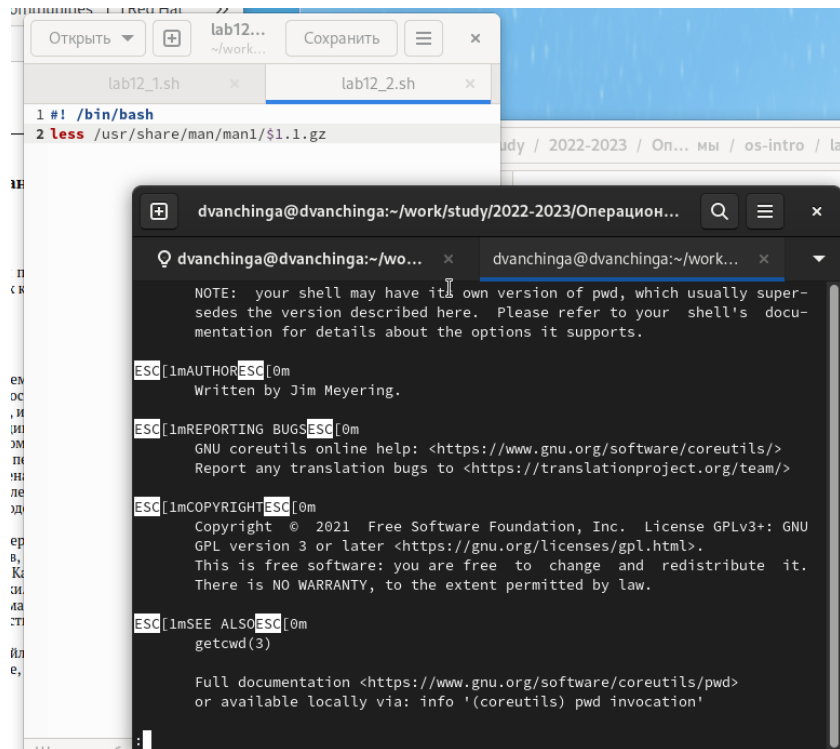 Открыть
lab12...
~/work...
Сохранить
lab12_1.sh
lab12_2.sh
1 #! /bin/bash
2 less /usr/share/man/man1/$1.1.gz
udy / 2022-2023 / Оп... мы / os-intro / la
dvanchinga@dvanchinga:~/work/study/2022-2023/Операцион...
dvanchinga@dvanchinga:~/wo...
dvanchinga@dvanchinga:~/work...
NOTE:  your shell may have its own version of pwd, which usually super-
sedes the version described here.  Please refer to your  shell's  docu-
mentation for details about the options it supports.
ESC[1mAUTHORESC[0m
Written by Jim Meyering.
ESC[1mREPORTING BUGSESC[0m
GNU coreutils online help: <https://www.gnu.org/software/coreutils/>
Report any translation bugs to <https://translationproject.org/team/>
ESC[1mCOPYRIGHTESC[0m
Copyright  ©  2021  Free Software Foundation, Inc.  License GPLv3+: GNU
GPL version 3 or later <https://gnu.org/licenses/gpl.html>.
This is free software: you are free  to  change  and  redistribute  it.
There is NO WARRANTY, to the extent permitted by law.
ESC[1mSEE ALSOESC[0m
getcwd(3)
Full documentation <https://www.gnu.org/software/coreutils/pwd>
or available locally via: info '(coreutils) pwd invocation'
: